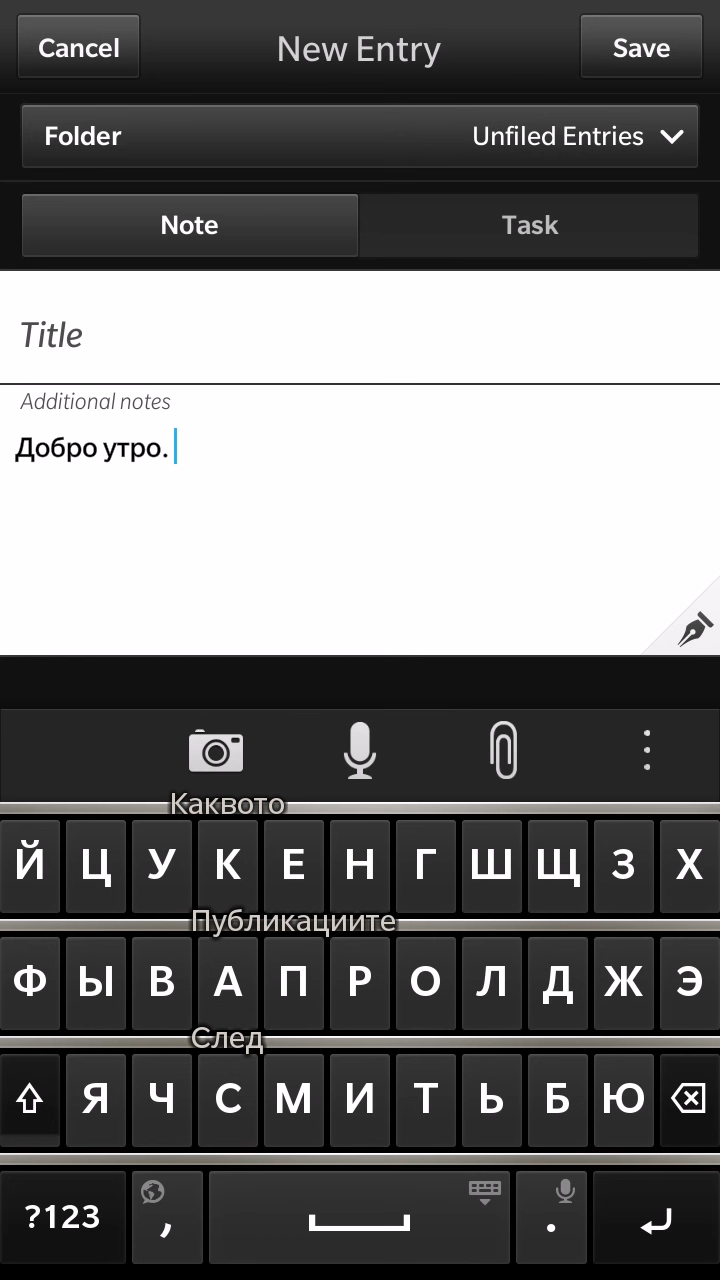 Cancel New Entry Save
Folder Unfiled Entries
Note Task
Title
Additional notes
Добро утро.
Каквото
Й Ц У К Е Н Г Ш Щ З Х
Публикациите
Ф Ы В А П Р О Л Д Ж Э
След
Я Ч С М И Т Ь Б Ю
?123 , .